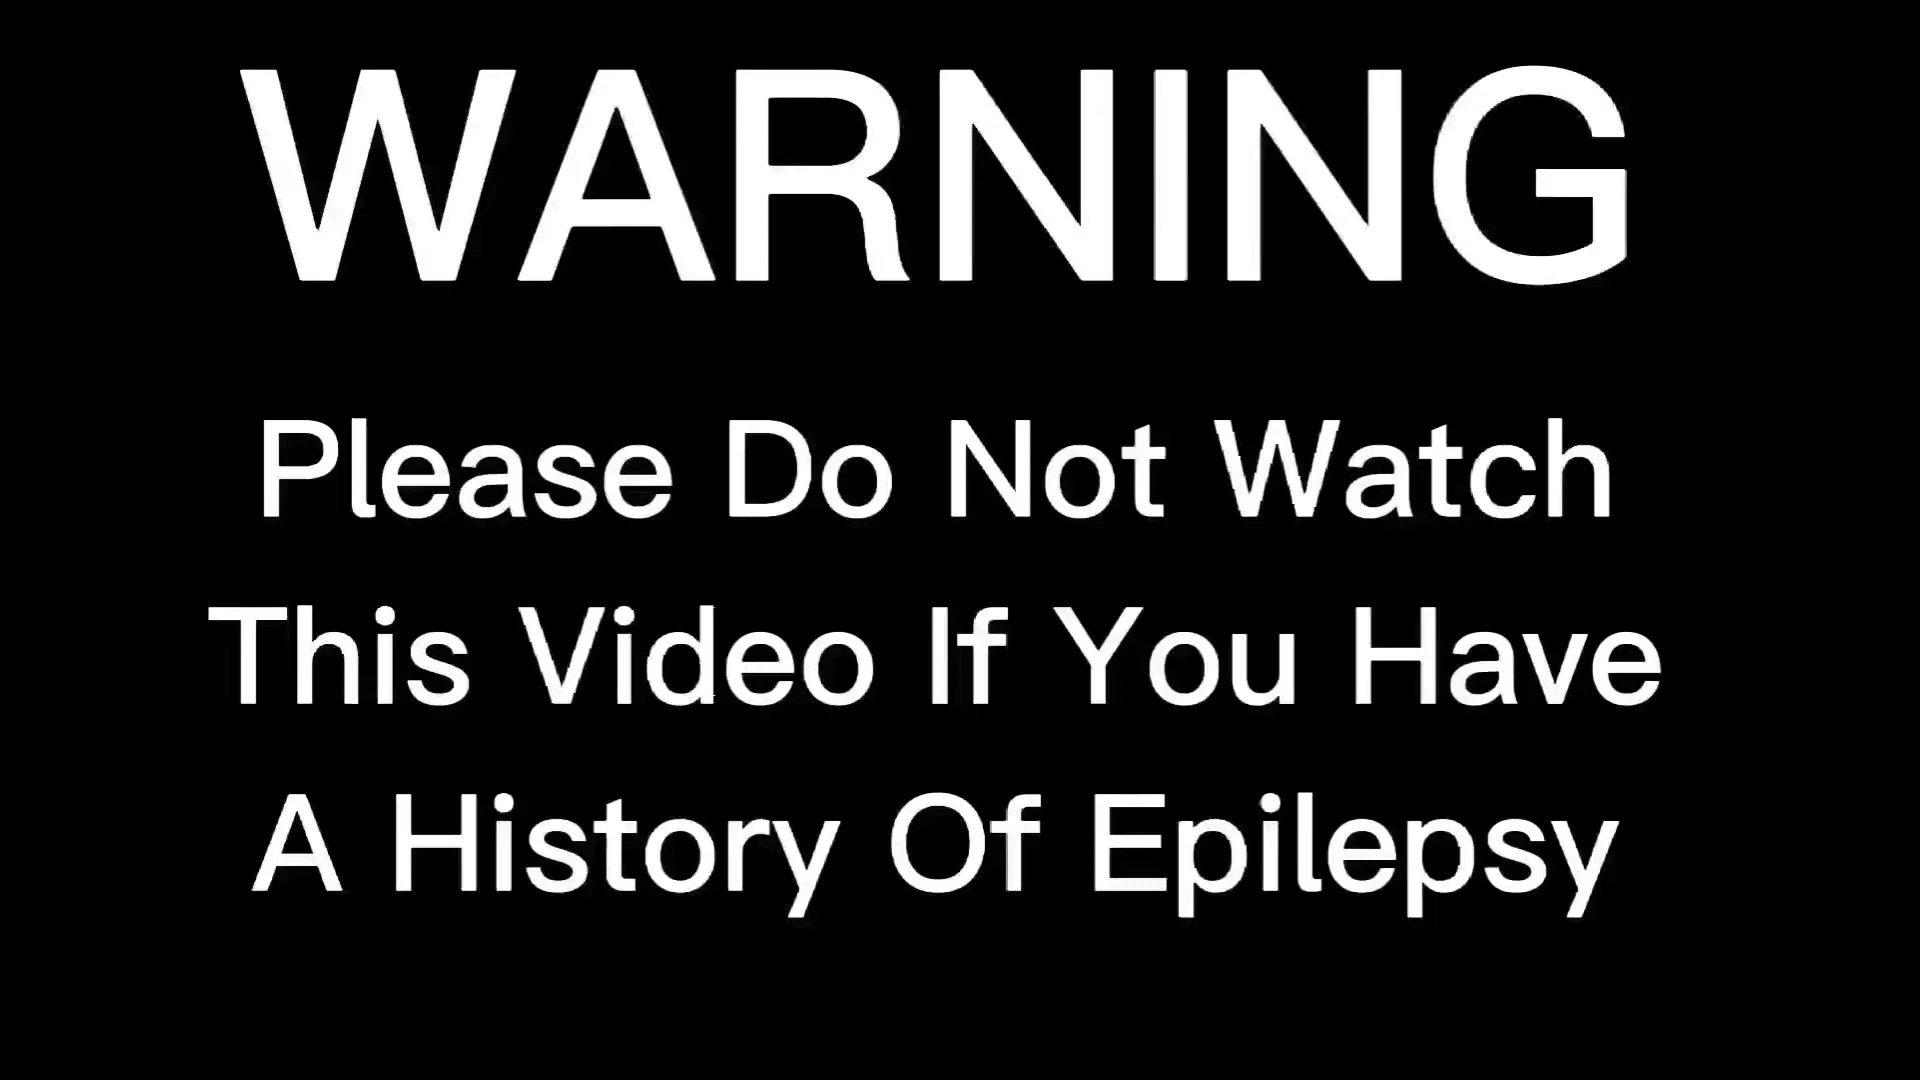 WARNING
Please Do Not Watch
This Video If You Have
A History Of Epilepsy